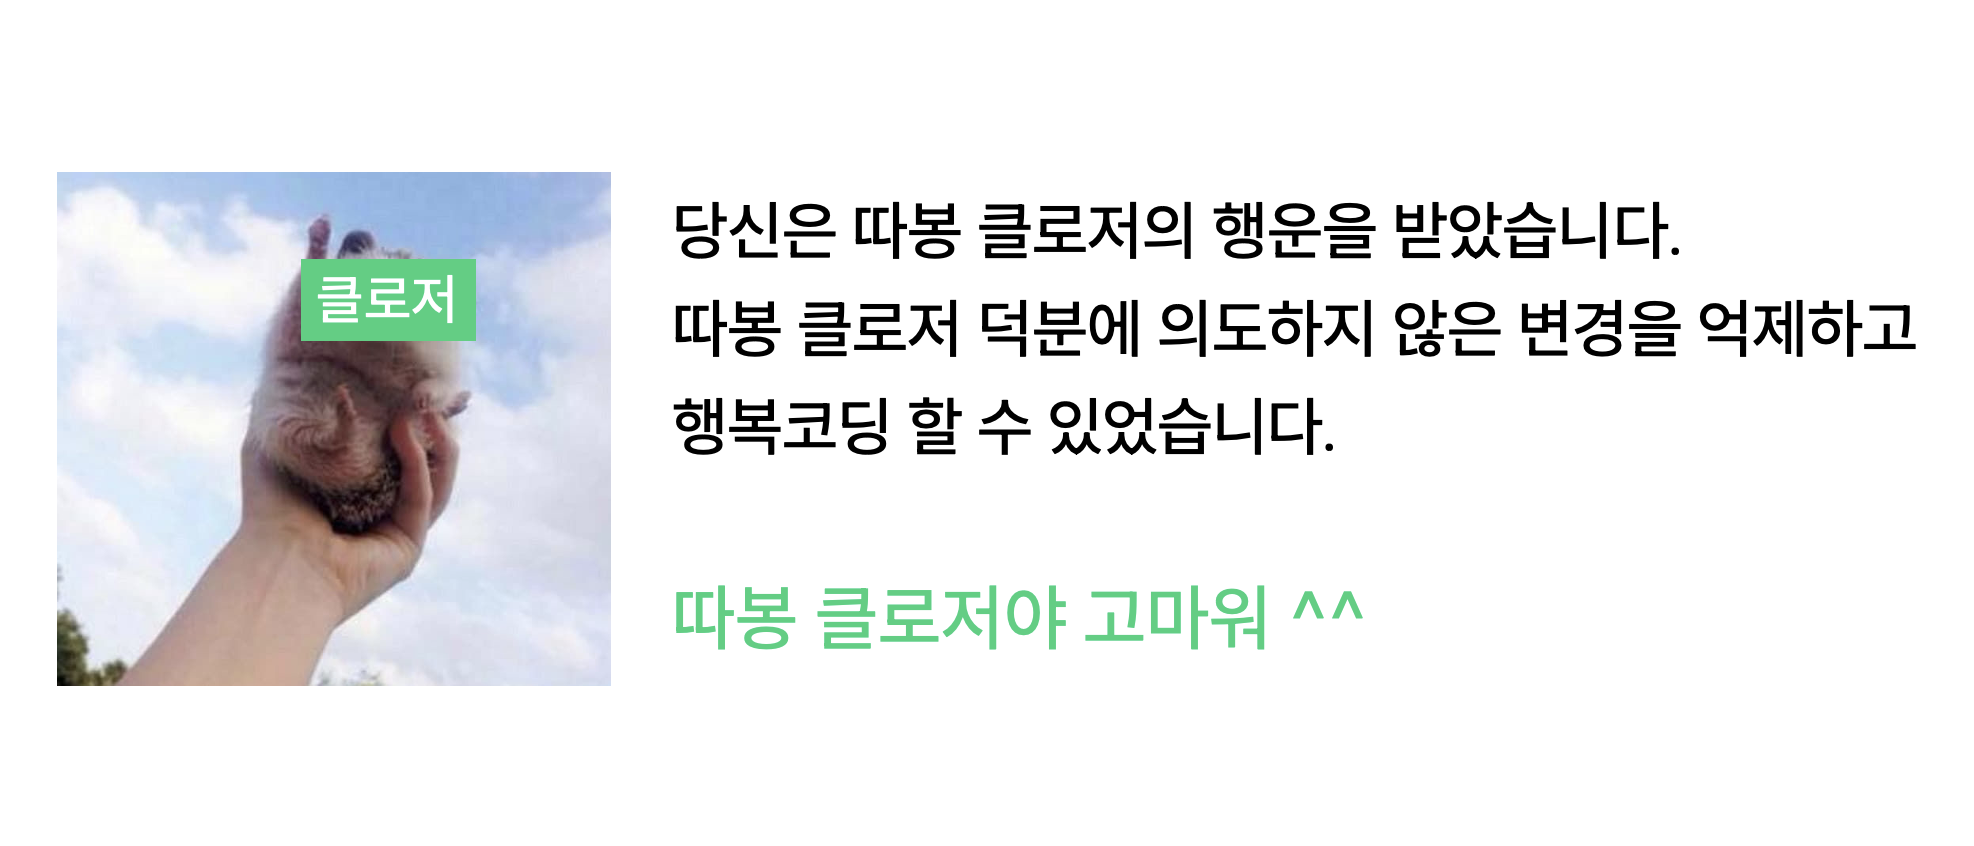 클로저
당신은 따봉 클로저의 행운을 받았습니다.
따봉 클로저 덕분에 의도하지 않은 변경을 억제하고
행복코딩 할 수 있었습니다.
따봉 클로저야 고마워 ^^